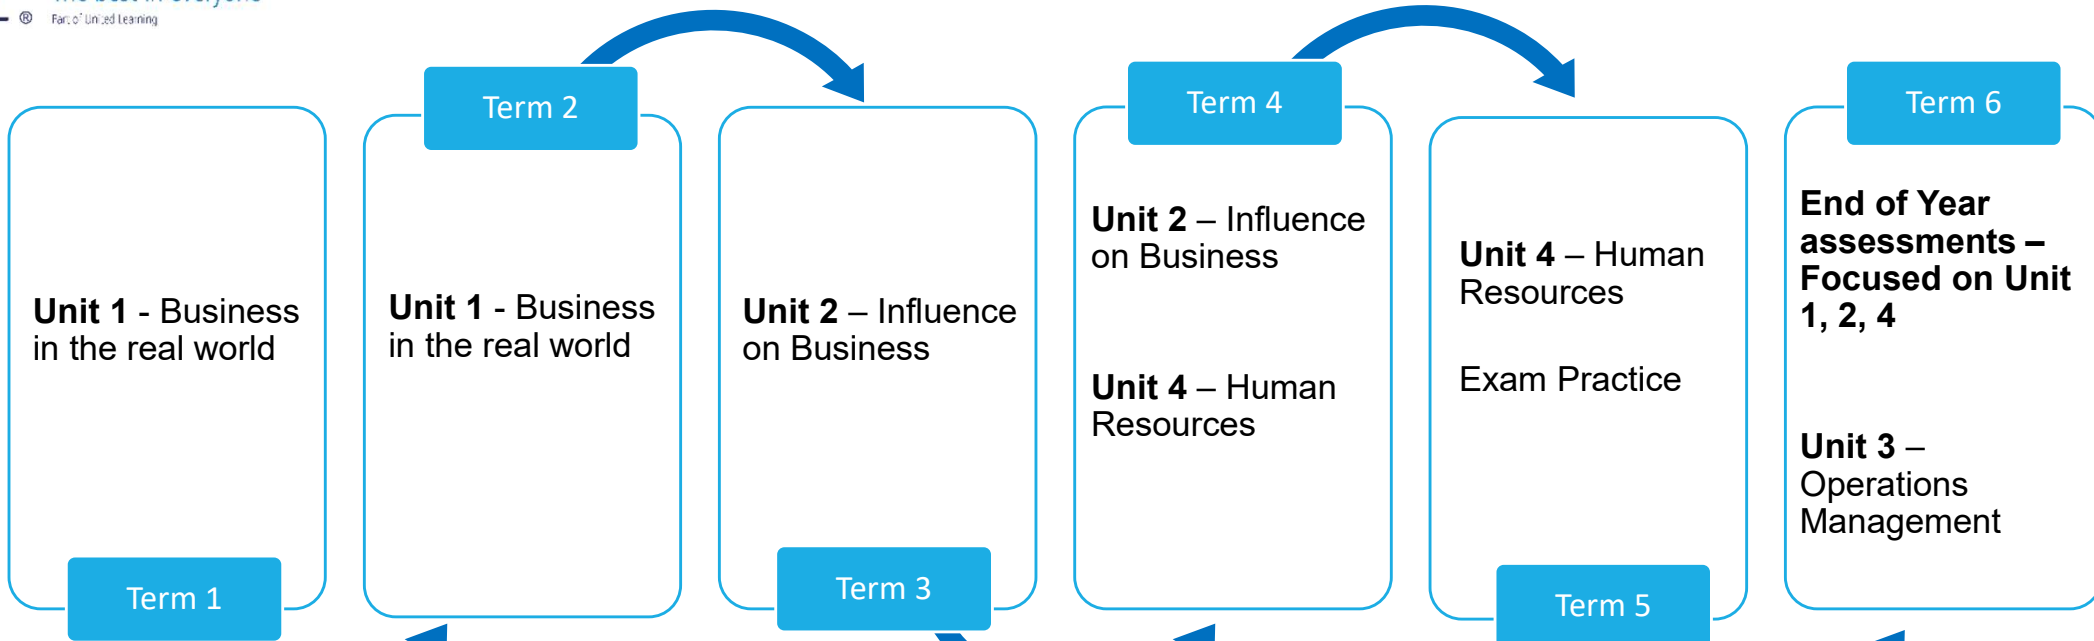 ®
Part of United Learning
Unit 1 - Business
in the real world
Term 1
Term 2
Unit 1 - Business
in the real world
Unit 2 – Influence
on Business
Term 3
Term 4
Unit 2 – Influence
on Business
Unit 4 – Human
Resources
Unit 4 – Human
Resources
Exam Practice
Term 5
Term 6
End of Year
assessments –
Focused on Unit
1, 2, 4
Unit 3 –
Operations
Management